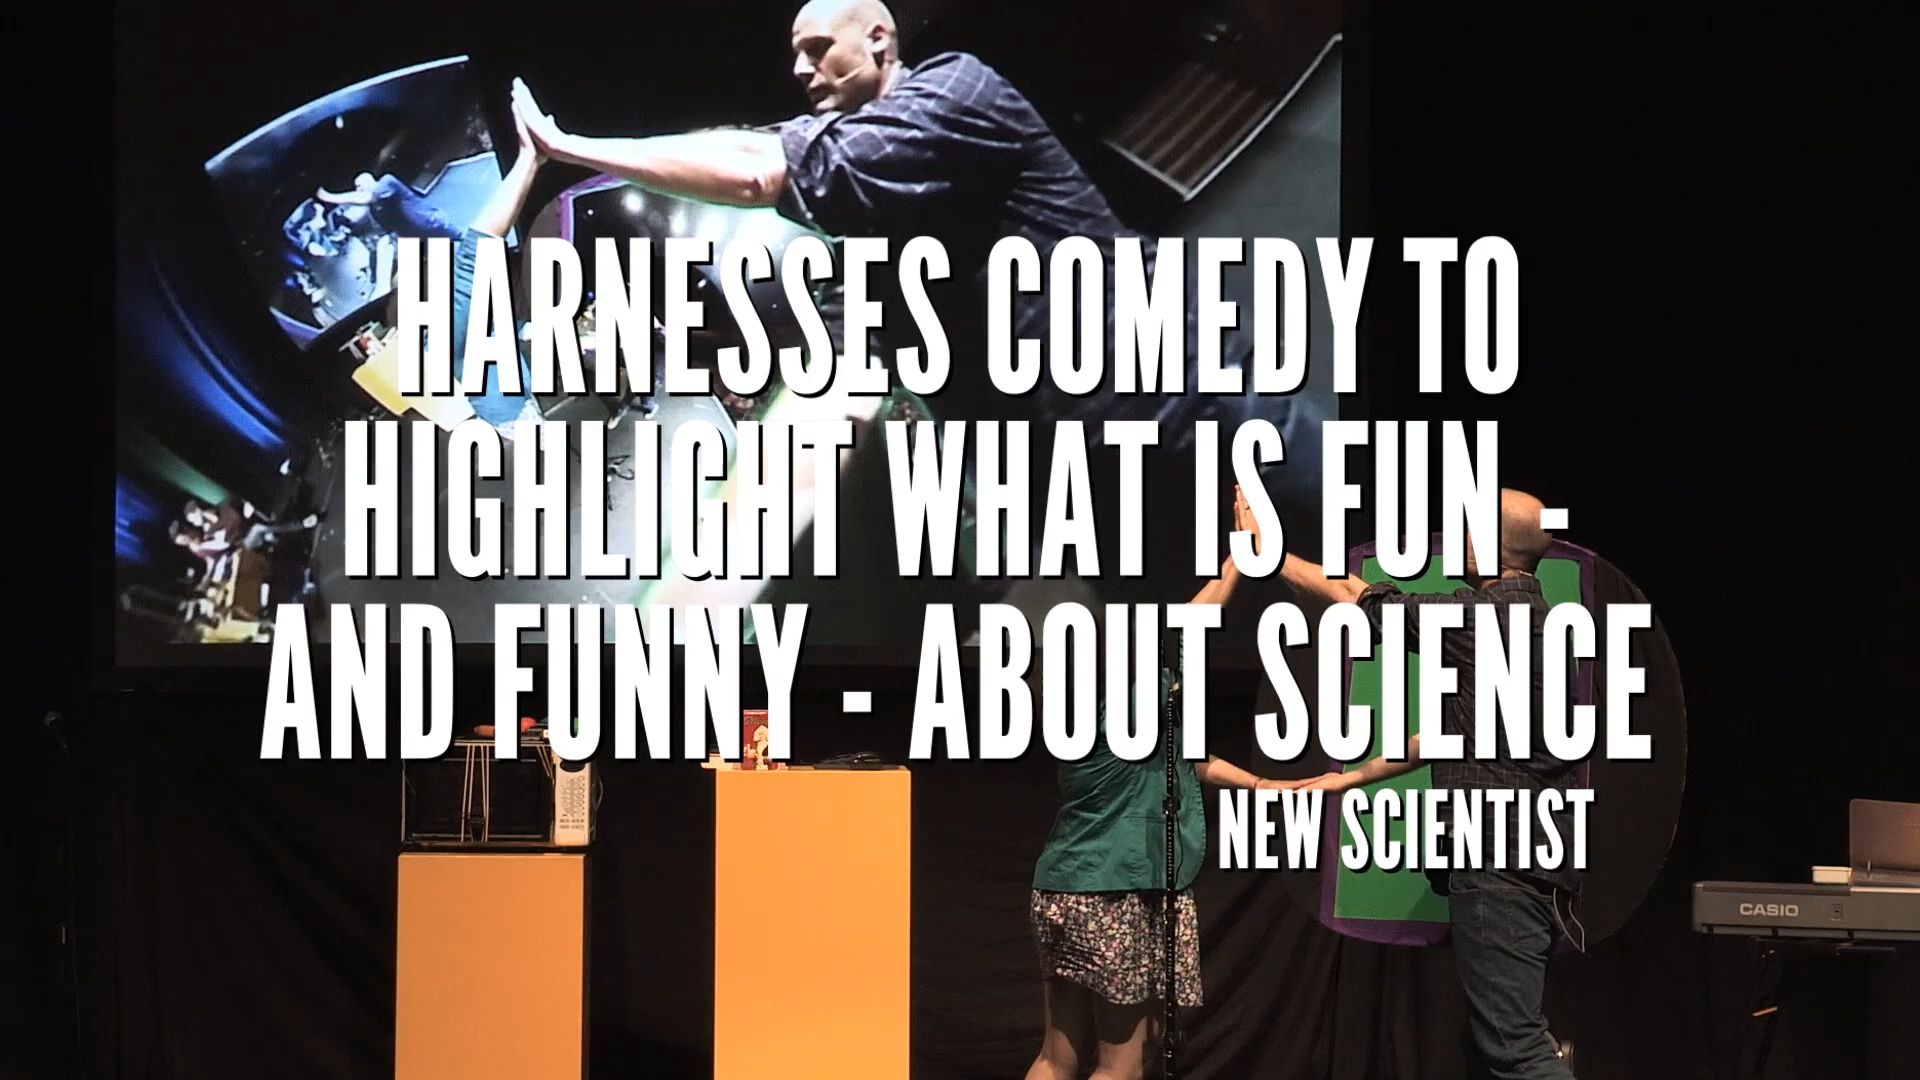 HARNESSES COMEDY TO
HIGHLIGHT WHAT IS FUN -
AND FUNNY - ABOUT SCIENCE
NEW SCIENTIST
CASIO